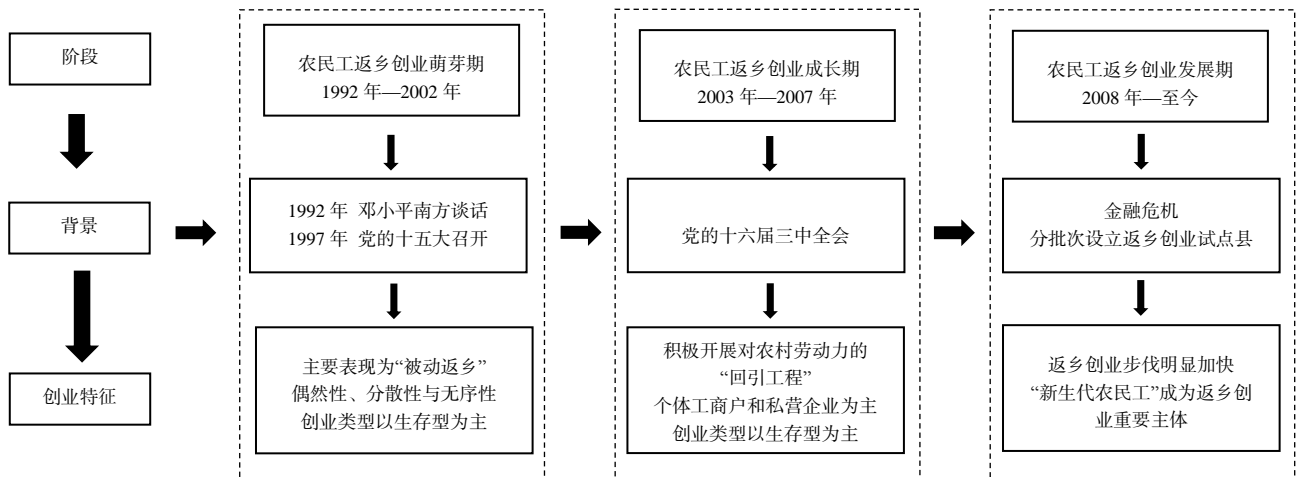 阶段
农民工返乡创业萌芽期
1992 年—2002 年
农民工返乡创业成长期
2003 年—2007 年
农民工返乡创业发展期
2008 年—至今
背景
1992 年 邓小平南方谈话
1997 年 党的十五大召开
党的十六届三中全会
金融危机
分批次设立返乡创业试点县
创业特征
主要表现为“被动返乡”
偶然性、分散性与无序性
创业类型以生存型为主
积极开展对农村劳动力的
“回引工程”
个体工商户和私营企业为主
创业类型以生存型为主
返乡创业步伐明显加快
“新生代农民工”成为返乡创
业重要主体